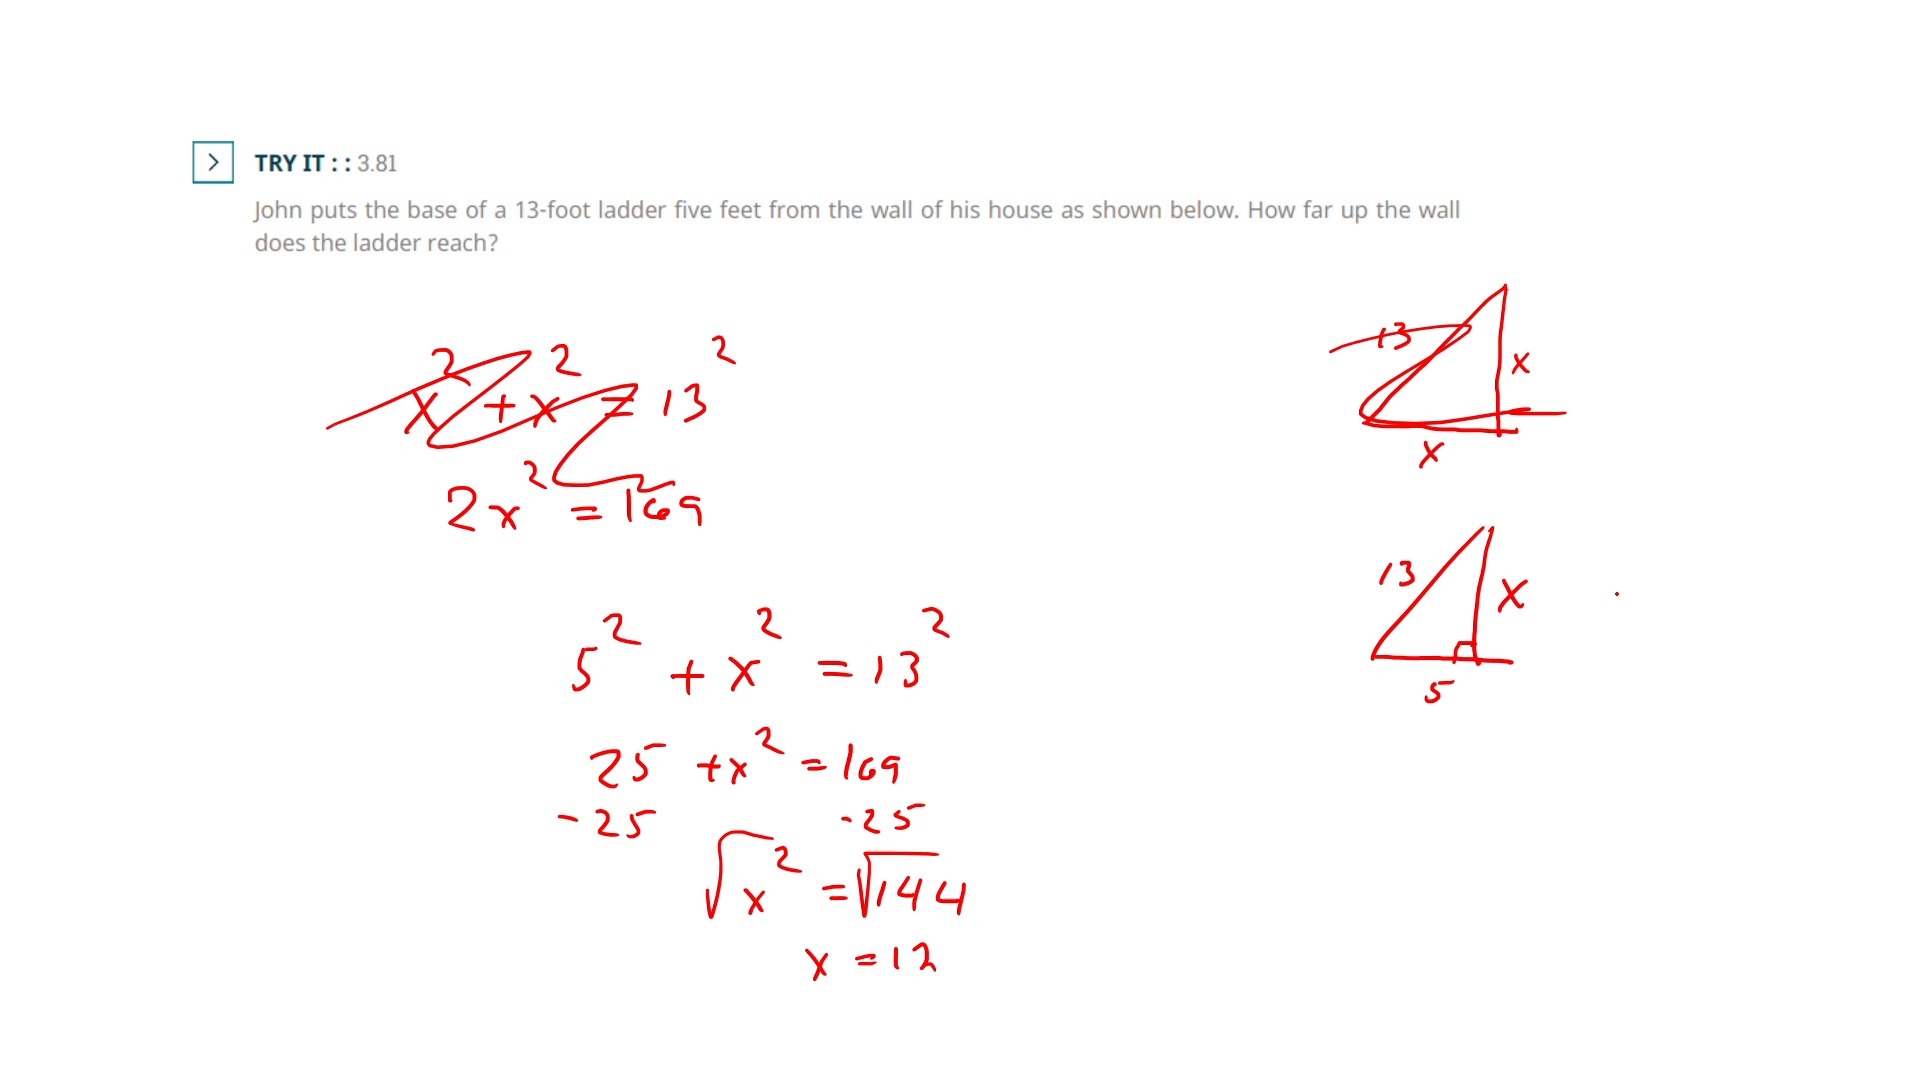 TRY IT : : 3.81
John puts the base of a 13-foot ladder five feet from the wall of his house as shown below. How far up the wall
does the ladder reach?
x² + x² = 13²
2x² = 169
13
x
x
5² + x² = 13²
25 + x² = 169
-25 -25
√x² = √144
x = 12
13
x
5